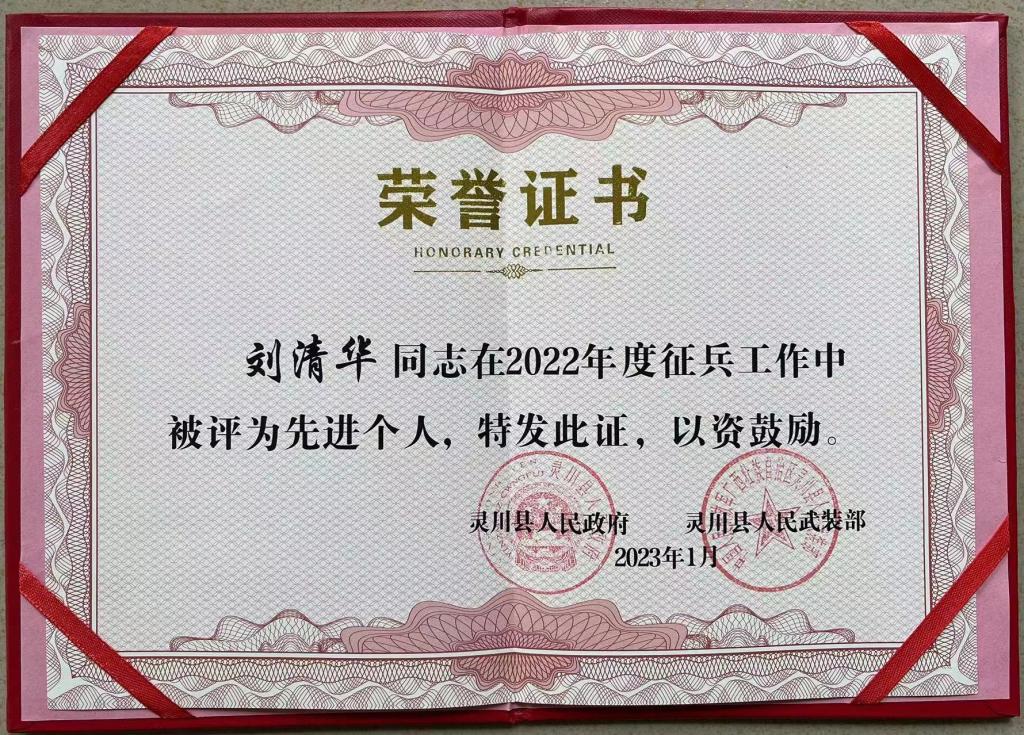 荣誉证书
HONORARY CREDENTIAL
刘清华 同志在2022年度征兵工作中
被评为先进个人，特发此证，以资鼓励。
灵川县人民政府 灵川县人民武装部
2023年1月